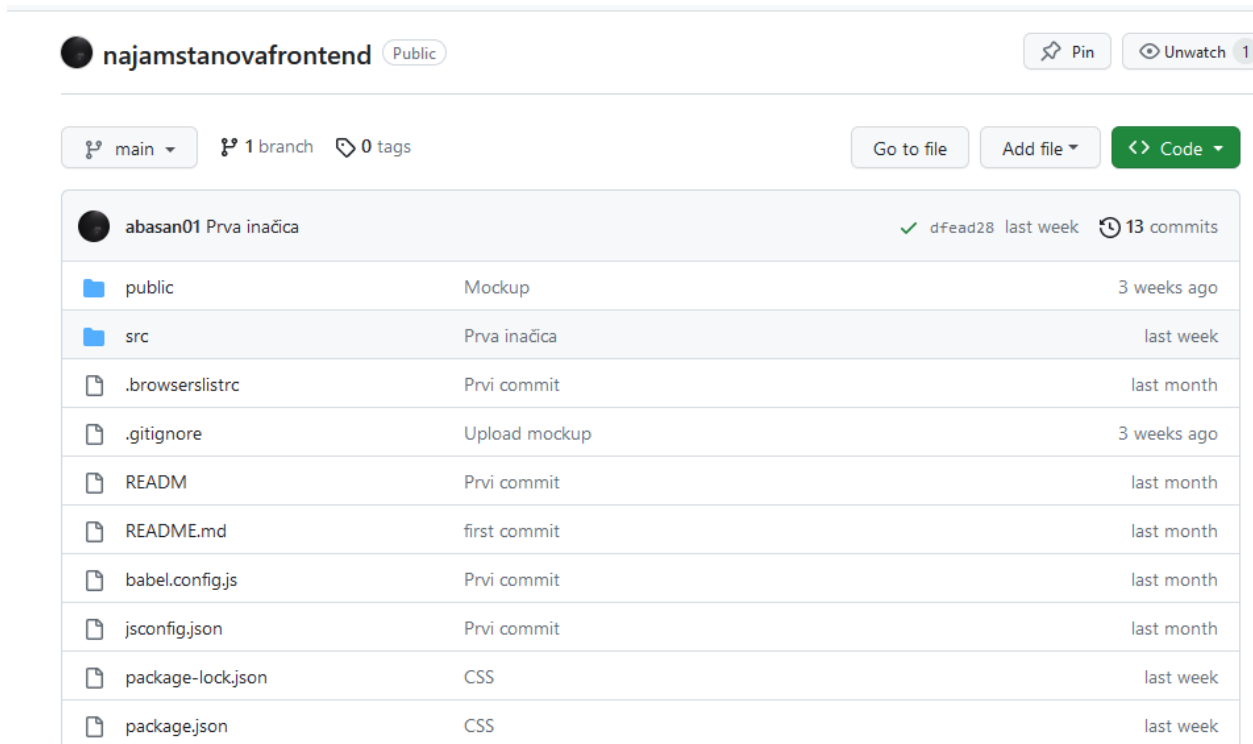 najamstanovafrontend Public Pin Unwatch 1
main 1 branch 0 tags Go to file Add file <> Code
abasan01 Prva inačica dfead28 last week 13 commits
public Mockup 3 weeks ago
src Prva inačica last week
.browserslistrc Prvi commit last month
.gitignore Upload mockup 3 weeks ago
READM Prvi commit last month
README.md first commit last month
babel.config.js Prvi commit last month
jsconfig.json Prvi commit last month
package-lock.json CSS last week
package.json CSS last week